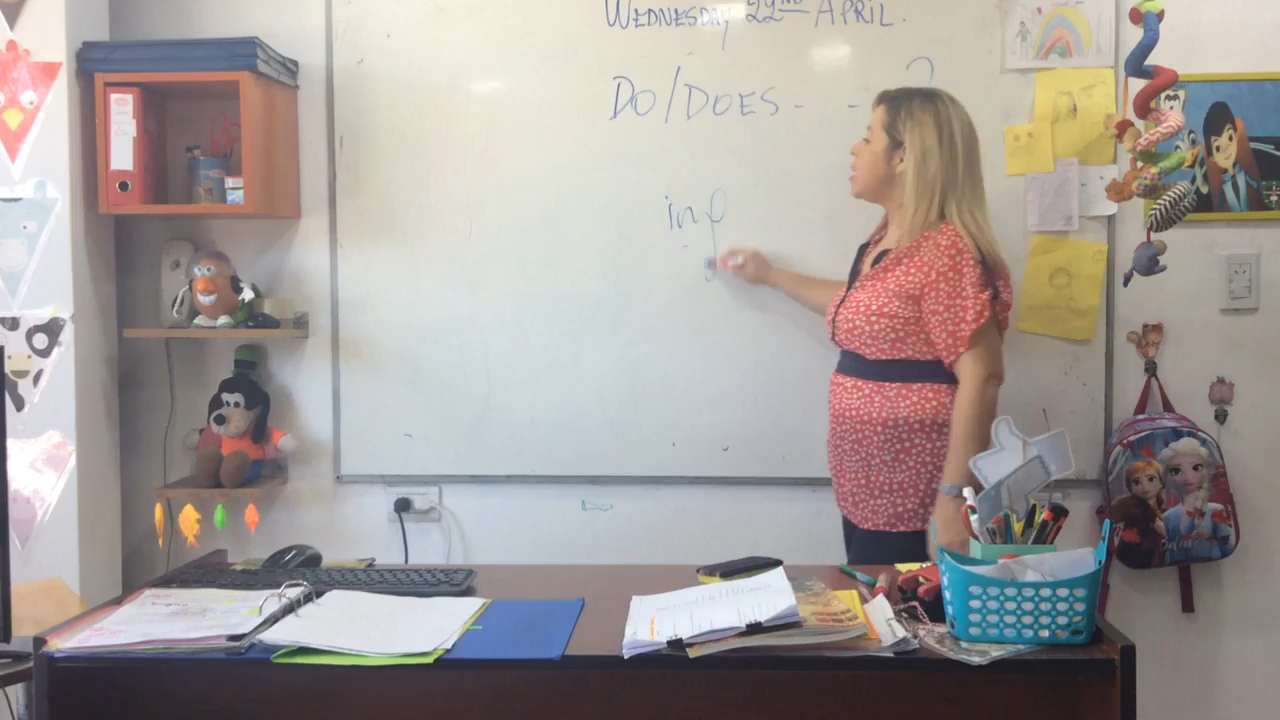 WEDNESDAY 22ND APRIL.
DO/DOES - - ?
inf